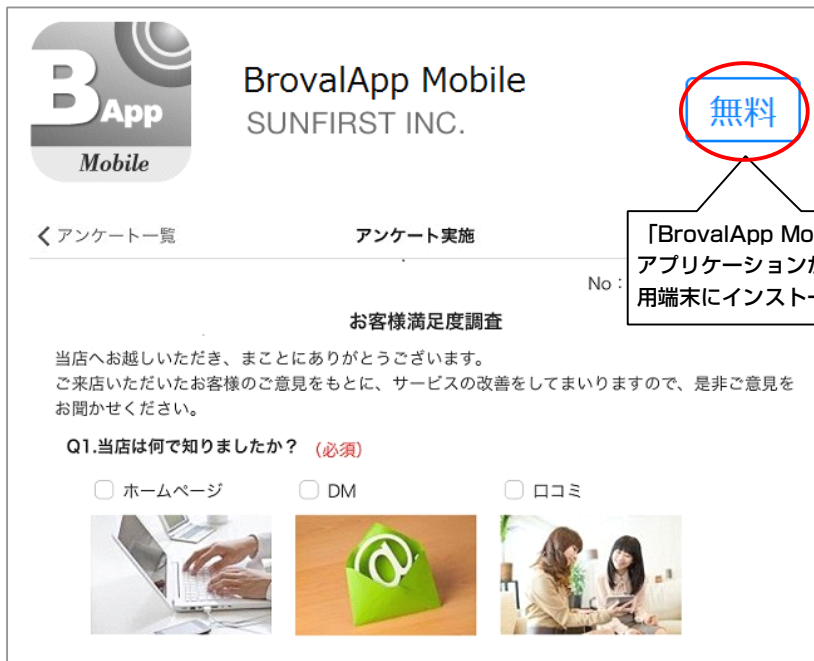 B App
Mobile
BrovalApp Mobile
SUNFIRST INC.
無料
「BrovalApp Mo
アプリケーション
用端末にインストー
アンケート一覧
アンケート実施
No：
お客様満足度調査
当店へお越しいただき、まことにありがとうございます。
ご来店いただいたお客様のご意見をもとに、サービスの改善をしてまいりますので、是非ご意見を
お聞かせください。
Q1.当店は何で知りましたか？ （必須）
ホームページ
DM
口コミ
@